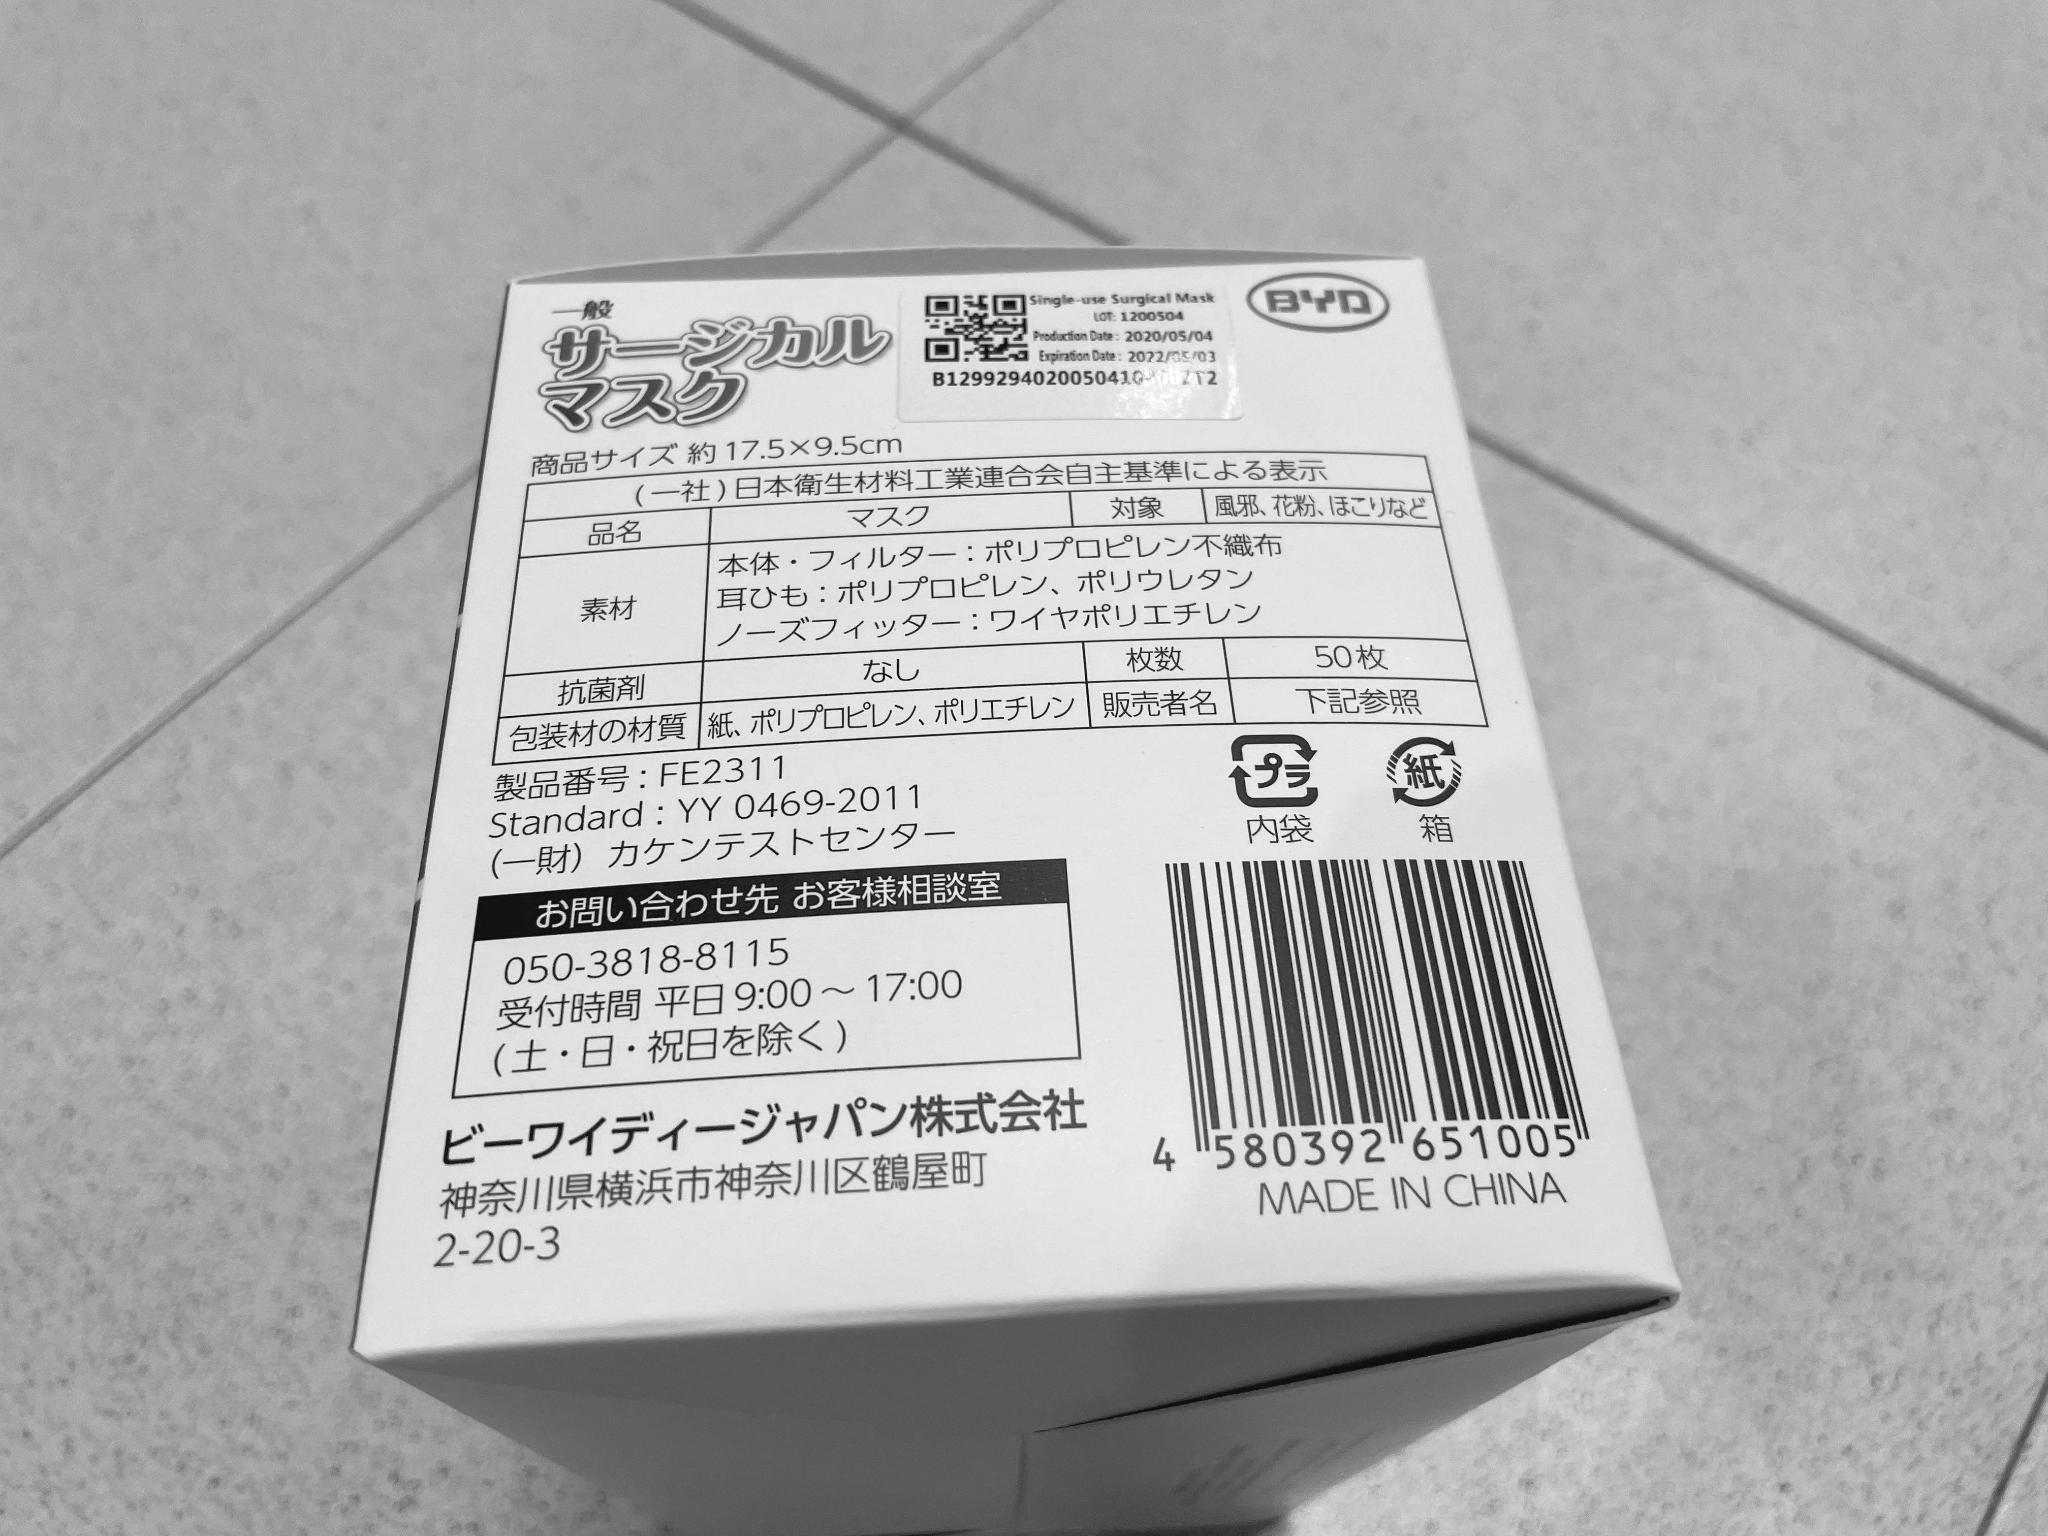 一般
サージカル
マスク
Single-use Surgical Mask
LOT: 1200504
Production Date : 2020/05/04
Expiration Date : 2022/05/03
BYD
商品サイズ 約 17.5×9.5cm
(一社)日本衛生材料工業連合会自主基準による表示
品名 マスク 対象 風邪、花粉、ほこりなど
素材 本体・フィルター：ポリプロピレン不織布
耳ひも：ポリプロピレン、ポリウレタン
ノーズフィッター：ワイヤポリエチレン
抗菌剤 なし 枚数 50枚
包装材の材質 紙、ポリプロピレン、ポリエチレン 販売者名 下記参照
製品番号 : FE2311
Standard : YY 0469-2011
(一財）カケンテストセンター
プラ 紙
内袋 箱
お問い合わせ先 お客様相談室
050-3818-8115
受付時間 平日 9:00 ～ 17:00
(土・日・祝日を除く)
ビーワイディージャパン株式会社
神奈川県横浜市神奈川区鶴屋町
2-20-3
4 580392 651005
MADE IN CHINA